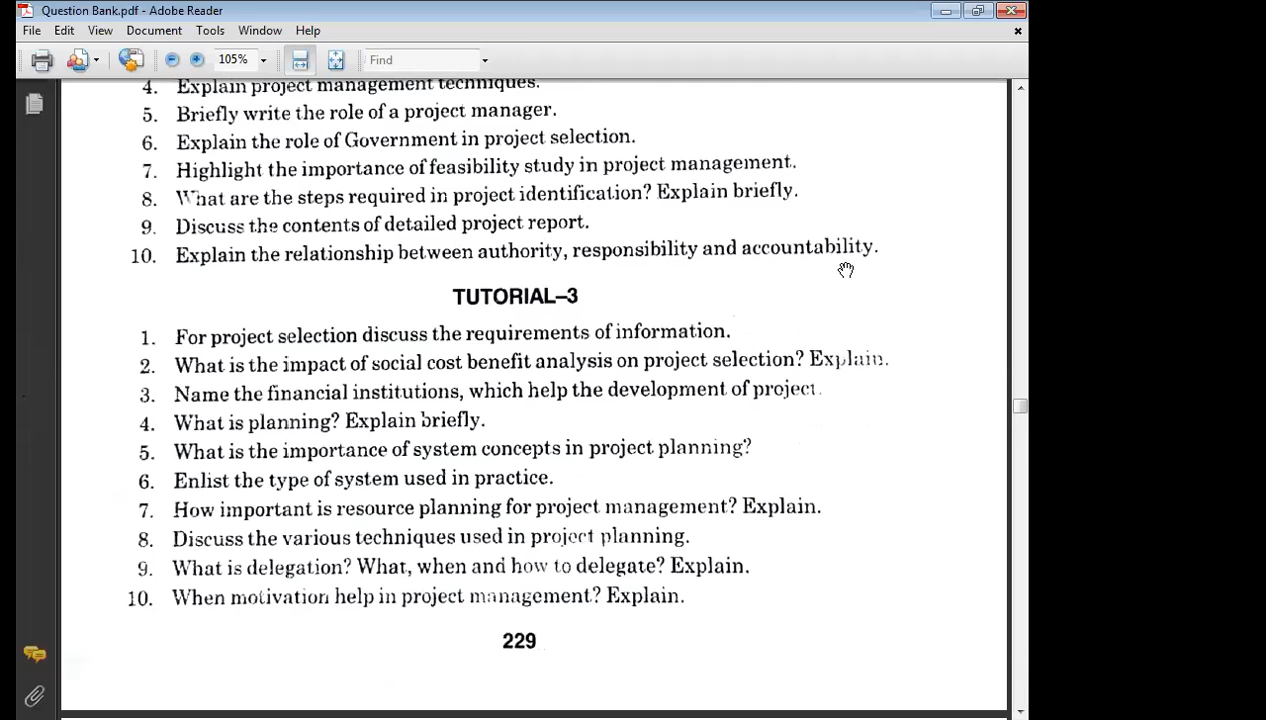 Question Bank.pdf - Adobe Reader
File Edit View Document Tools Window Help
105% Find
4. Explain project management techniques.
5. Briefly write the role of a project manager.
6. Explain the role of Government in project selection.
7. Highlight the importance of feasibility study in project management.
8. What are the steps required in project identification? Explain briefly.
9. Discuss the contents of detailed project report.
10. Explain the relationship between authority, responsibility and accountability.
TUTORIAL–3
1. For project selection discuss the requirements of information.
2. What is the impact of social cost benefit analysis on project selection? Explain.
3. Name the financial institutions, which help the development of project.
4. What is planning? Explain briefly.
5. What is the importance of system concepts in project planning?
6. Enlist the type of system used in practice.
7. How important is resource planning for project management? Explain.
8. Discuss the various techniques used in project planning.
9. What is delegation? What, when and how to delegate? Explain.
10. When motivation help in project management? Explain.
229